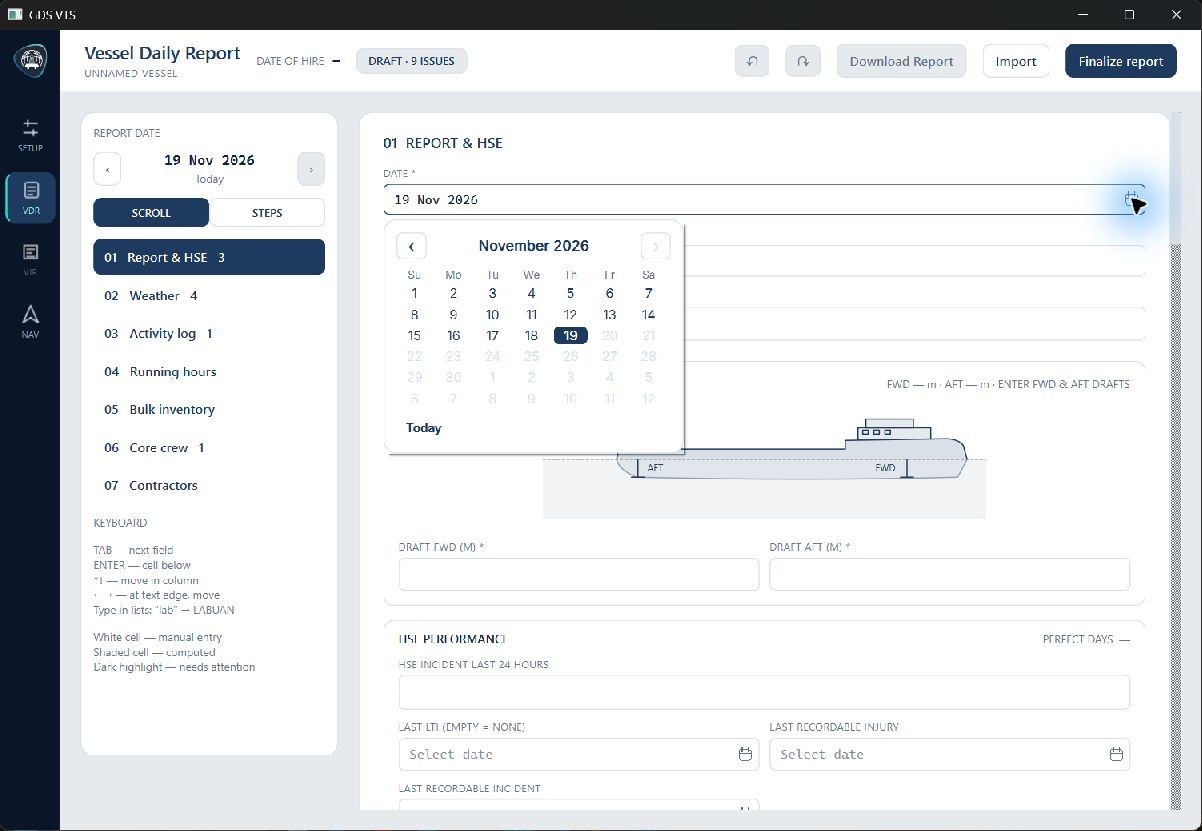 GDS VTS
Vessel Daily Report
UNNAMED VESSEL
DATE OF HIRE –
DRAFT · 9 ISSUES
Download Report
Import
Finalize report
SETUP
VDR
VIR
NAV
REPORT DATE
‹
19 Nov 2026
Today
›
SCROLL
STEPS
01 Report & HSE 3
02 Weather 4
03 Activity log 1
04 Running hours
05 Bulk inventory
06 Core crew 1
07 Contractors
KEYBOARD
TAB — next field
ENTER — cell below
— move in column
— at text edge, move
Type in lists: "lab" → LABUAN
White cell — manual entry
Shaded cell — computed
Dark highlight — needs attention
01 REPORT & HSE
DATE *
19 Nov 2026
‹ November 2026 ›
Su Mo Tu We Th Fr Sa
1 2 3 4 5 6 7
8 9 10 11 12 13 14
15 16 17 18 19 20 21
22 23 24 25 26 27 28
29 30 1 2 3 4 5
6 7 8 9 10 11 12
Today
FWD — m · AFT — m · ENTER FWD & AFT DRAFTS
AFT
FWD
DRAFT FWD (M) *
DRAFT AFT (M) *
HSE PERFORMANCE
PERFECT DAYS —
HSE INCIDENT LAST 24 HOURS
LAST LTI (EMPTY = NONE)
LAST RECORDABLE INJURY
Select date
Select date
LAST RECORDABLE INCIDENT